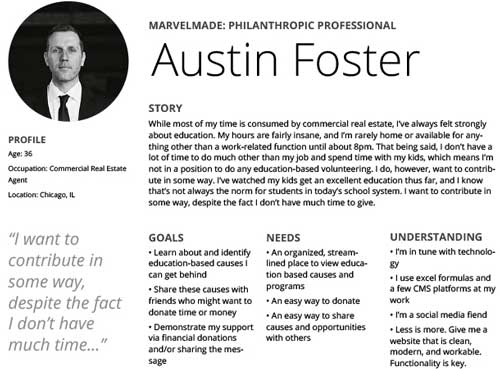 MARVELMADE: PHILANTHROPIC PROFESSIONAL
Austin Foster
STORY
While most of my time is consumed by commercial real estate, I've always felt strongly
about education. My hours are fairly insane, and I'm rarely home or available for any-
thing other than a work-related function until about 8pm. That being said, I don't have a
lot of time to do much other than my job and spend time with my kids, which means I'm
not in a position to do any education-based volunteering. I do, however, want to contrib-
ute in some way. I've watched my kids get an excellent education thus far, and I know
that's not always the norm for students in today's school system. I want to contribute in
some way, despite the fact I don't have much time to give.
PROFILE
Age: 36
Occupation: Commercial Real Estate
Agent
Location: Chicago, IL
“I want to
contribute in
some way,
despite the fact
I don't have
much time...”
GOALS
• Learn about and identify
education-based causes I
can get behind
• Share these causes with
friends who might want to
donate time or money
• Demonstrate my support
via financial donations
and/or sharing the mes-
sage
NEEDS
• An organized, stream-
lined place to view educa-
tion based causes and
programs
• An easy way to donate
• An easy way to share
causes and opportunities
with others
UNDERSTANDING
• I'm in tune with technolo-
gy
• I use excel formulas and
a few CMS platforms at my
work
• I'm a social media fiend
• Less is more. Give me a
website that is clean,
modern, and workable.
Functionality is key.